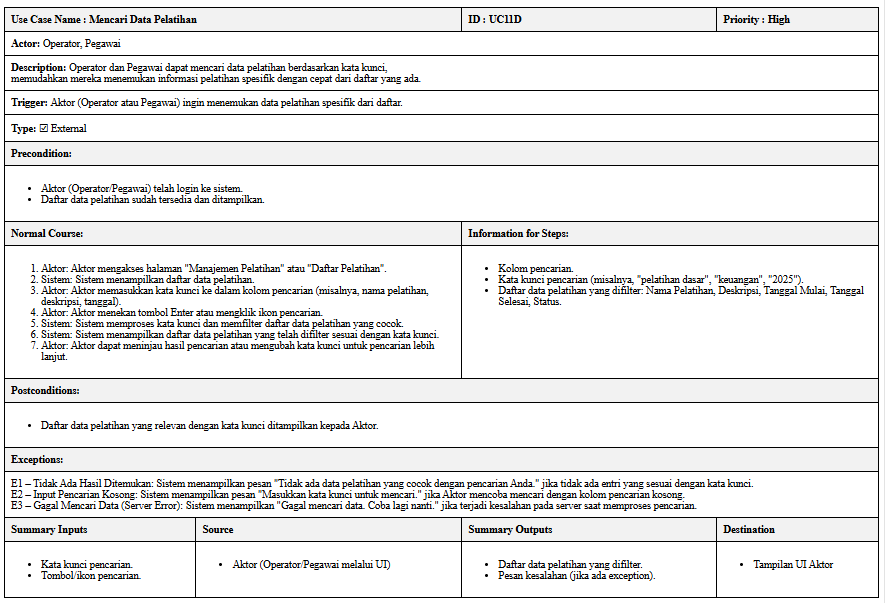 Use Case Name : Mencari Data Pelatihan
ID : UC11D
Priority : High
Actor: Operator, Pegawai
Description: Operator dan Pegawai dapat mencari data pelatihan berdasarkan kata kunci,
memudahkan mereka menemukan informasi pelatihan spesifik dengan cepat dari daftar yang ada.
Trigger: Aktor (Operator atau Pegawai) ingin menemukan data pelatihan spesifik dari daftar.
Type: ☑ External
Precondition:
• Aktor (Operator/Pegawai) telah login ke sistem.
• Daftar data pelatihan sudah tersedia dan ditampilkan.
Normal Course:
1. Aktor: Aktor mengakses halaman "Manajemen Pelatihan" atau "Daftar Pelatihan".
2. Sistem: Sistem menampilkan daftar data pelatihan.
3. Aktor: Aktor memasukkan kata kunci ke dalam kolom pencarian (misalnya, nama pelatihan,
deskripsi, tanggal).
4. Aktor: Aktor menekan tombol Enter atau mengklik ikon pencarian.
5. Sistem: Sistem memproses kata kunci dan memfilter daftar data pelatihan yang cocok.
6. Sistem: Sistem menampilkan daftar data pelatihan yang telah difilter sesuai dengan kata kunci.
7. Aktor: Aktor dapat meninjau hasil pencarian atau mengubah kata kunci untuk pencarian lebih
lanjut.
Information for Steps:
• Kolom pencarian.
• Kata kunci pencarian (misalnya, "pelatihan dasar", "keuangan", "2025").
• Daftar data pelatihan yang difilter: Nama Pelatihan, Deskripsi, Tanggal Mulai, Tanggal
Selesai, Status.
Postconditions:
• Daftar data pelatihan yang relevan dengan kata kunci ditampilkan kepada Aktor.
Exceptions:
E1 – Tidak Ada Hasil Ditemukan: Sistem menampilkan pesan "Tidak ada data pelatihan yang cocok dengan pencarian Anda." jika tidak ada entri yang sesuai dengan kata kunci.
E2 – Input Pencarian Kosong: Sistem menampilkan pesan "Masukkan kata kunci untuk mencari." jika Aktor mencoba mencari dengan kolom pencarian kosong.
E3 – Gagal Mencari Data (Server Error): Sistem menampilkan "Gagal mencari data. Coba lagi nanti." jika terjadi kesalahan pada server saat memproses pencarian.
Summary Inputs
• Kata kunci pencarian.
• Tombol/ikon pencarian.
Source
• Aktor (Operator/Pegawai melalui UI)
Summary Outputs
• Daftar data pelatihan yang difilter.
• Pesan kesalahan (jika ada exception).
Destination
• Tampilan UI Aktor